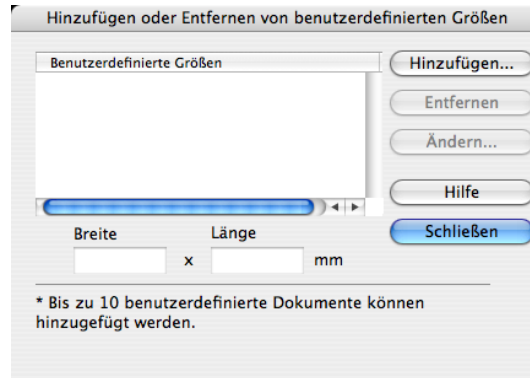 Hinzufügen oder Entfernen von benutzerdefinierten Größen
Benutzerdefinierte Größen
Hinzufügen...
Entfernen
Ändern...
Hilfe
Schließen
Breite Länge
x mm
* Bis zu 10 benutzerdefinierte Dokumente können
hinzugefügt werden.